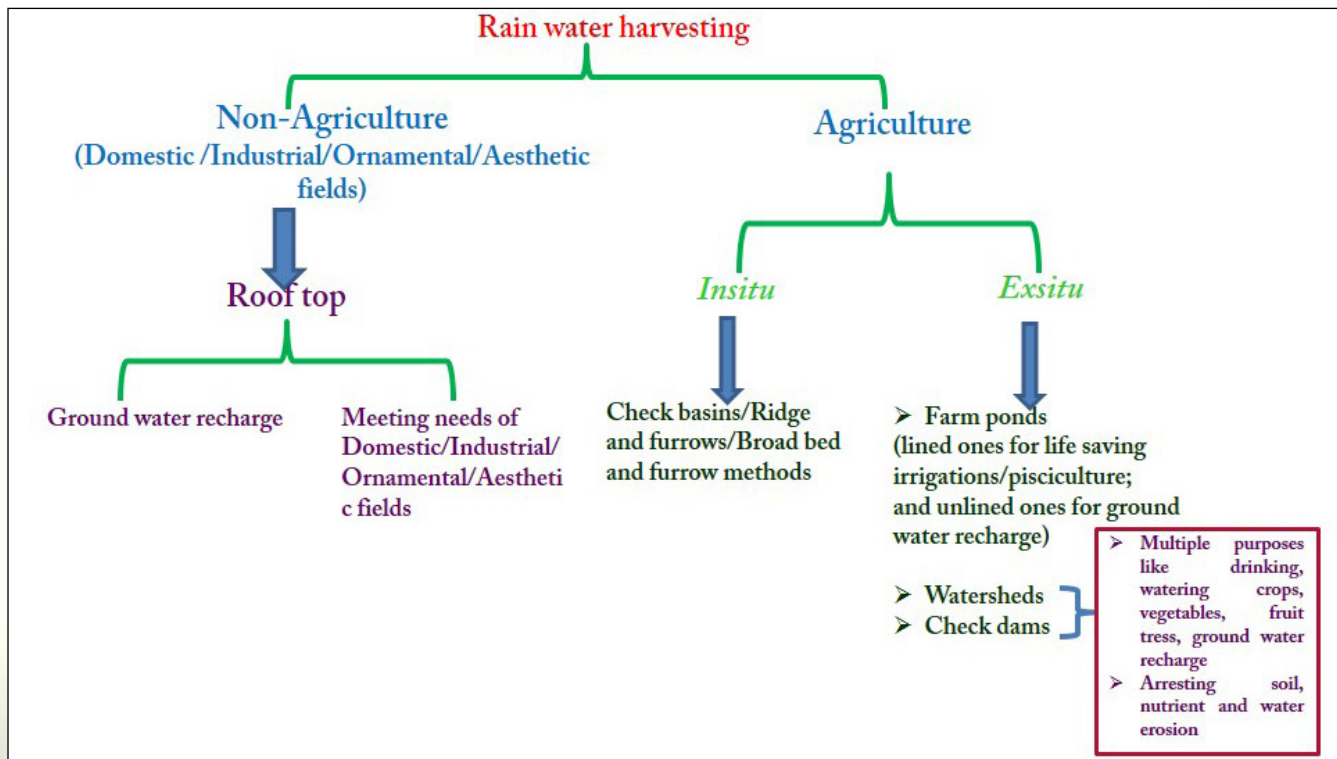 Rain water harvesting
Non-Agriculture
(Domestic /Industrial/Ornamental/Aesthetic
fields)
Agriculture
Roof top
Insitu
Exsitu
Ground water recharge
Meeting needs of
Domestic/Industrial/
Ornamental/Aestheti
c fields
Check basins/Ridge
and furrows/Broad bed
and furrow methods
➢ Farm ponds
(lined ones for life saving
irrigations/pisciculture;
and unlined ones for ground
water recharge)
➢ Watersheds
➢ Check dams
➢ Multiple purposes
like drinking,
watering crops,
vegetables, fruit
tress, ground water
recharge
➢ Arresting soil,
nutrient and water
erosion